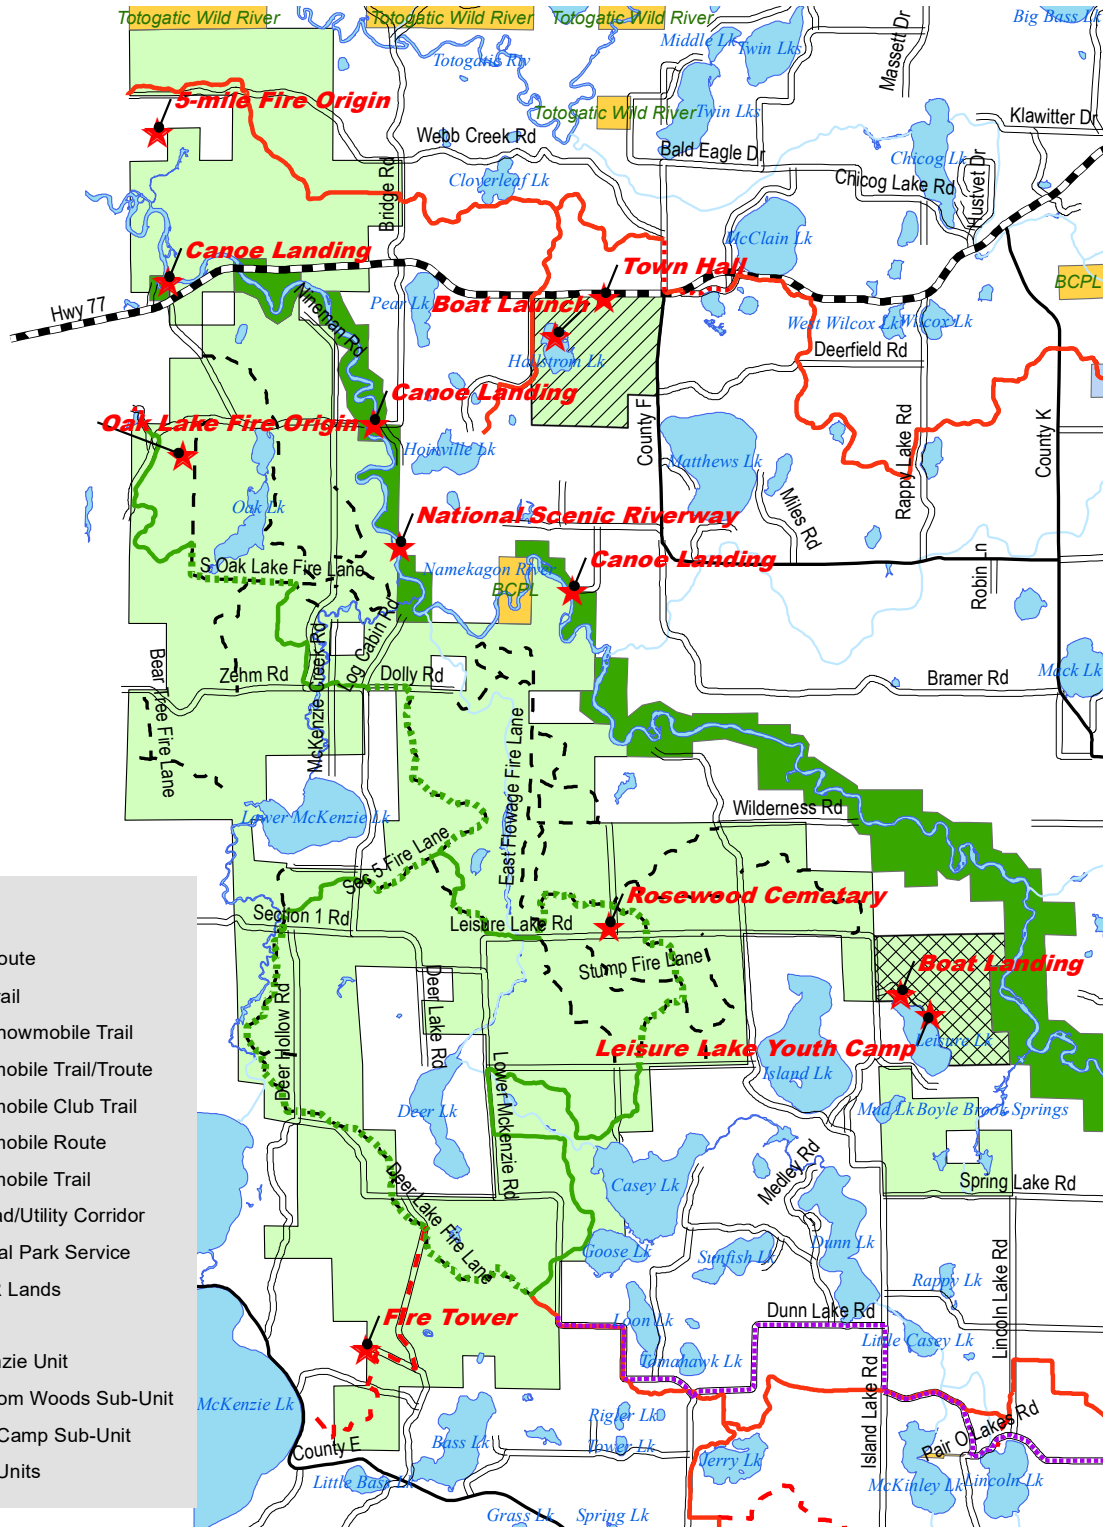 Totogatic Wild River
Totogatic Wild River
Totogatic Wild River
Big Bass Lk
Middle Lk
Twin Lks
Massett Dr
Totogatic Riv
5-mile Fire Origin
Totogatic Wild River
Twin Lks
Klawitter Dr
Webb Creek Rd
Bald Eagle Dr
Chicog Lk
Cloverleaf Lk
Chicog Lake Rd
Hustvet Dr
Bridge Rd
McClain Lk
Canoe Landing
Town Hall
BCPL
Hwy 77
Nineman Rd
Pear Lk
Boat Launch
West Wilcox Lk
Wilcox Lk
Hallstrom Lk
Deerfield Rd
Canoe Landing
Oak Lake Fire Origin
County F
Rappy Lake Rd
County K
Hoinville Lk
Matthews Lk
Oak Lk
Miles Rd
National Scenic Riverway
S Oak Lake Fire Lane
Namekagon River
Canoe Landing
BCPL
Robin Ln
Log Cabin Rd
McKenzie Creek Rd
Bear Tree Fire Lane
Zehm Rd
Dolly Rd
Bramer Rd
Mack Lk
East Flowage Fire Lane
Lower McKenzie Lk
Wilderness Rd
Sec 5 Fire Lane
Rosewood Cemetary
Section 1 Rd
Leisure Lake Rd
Stump Fire Lane
Boat Landing
Deer Lake Rd
Deer Hollow Rd
Leisure Lk
Leisure Lake Youth Camp
Island Lk
Lower Mckenzie Rd
Deer Lk
Mud Lk
Boyle Brook Springs
Medley Rd
Casey Lk
Spring Lake Rd
Deer Lake Fire Lane
Goose Lk
Sunfish Lk
Dunn Lk
Rappy Lk
Lincoln Lake Rd
Fire Tower
Loon Lk
Dunn Lake Rd
Little Casey Lk
Tomahawk Lk
Island Lake Rd
McKenzie Lk
Rigler Lk
Pair O Lakes Rd
County E
Bass Lk
Tower Lk
Jerry Lk
Little Bass Lk
McKinley Lk
Lincoln Lk
Grass Lk
Spring Lk
oute
rail
nowmobile Trail
mobile Trail/Troute
mobile Club Trail
mobile Route
mobile Trail
ad/Utility Corridor
al Park Service
R Lands
nzie Unit
om Woods Sub-Unit
Camp Sub-Unit
Units